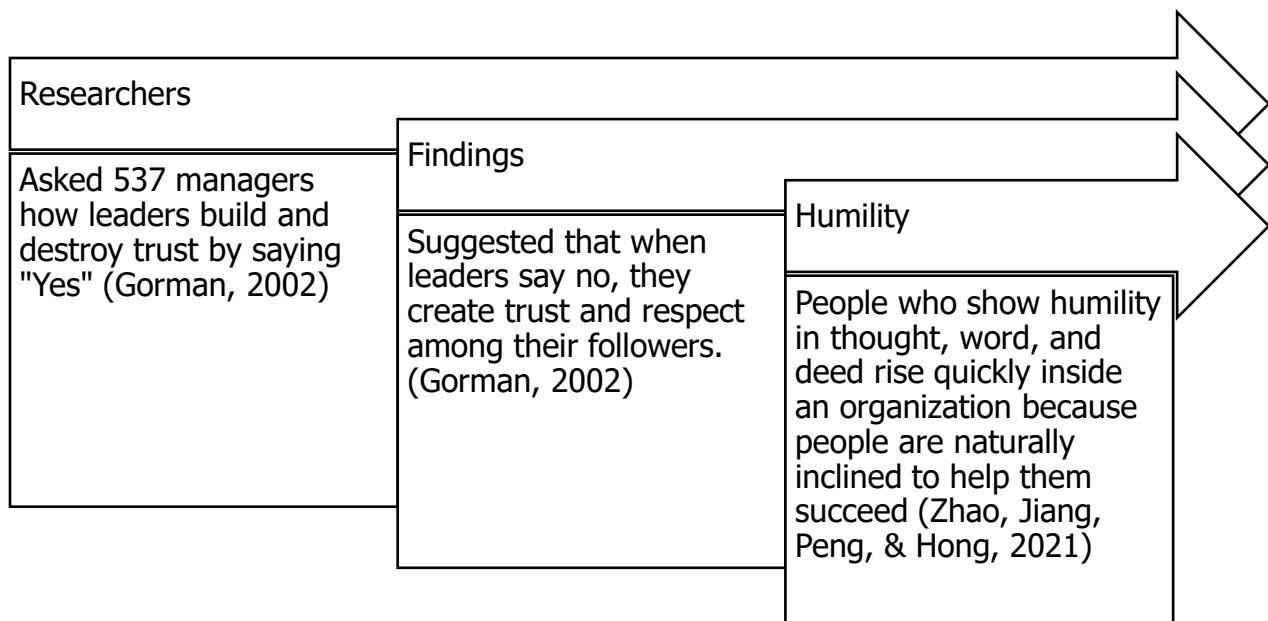 Researchers
Asked 537 managers
how leaders build and
destroy trust by saying
"Yes" (Gorman, 2002)
Findings
Suggested that when
leaders say no, they
create trust and respect
among their followers.
(Gorman, 2002)
Humility
People who show humility
in thought, word, and
deed rise quickly inside
an organization because
people are naturally
inclined to help them
succeed (Zhao, Jiang,
Peng, & Hong, 2021)